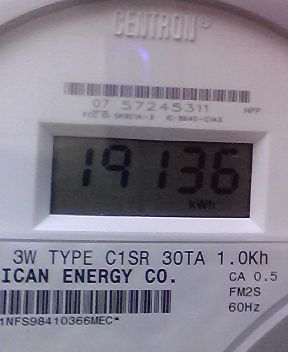 CENTRON®
07 57245311 NPP
19136
kWh
3W TYPE C1SR 30TA 1.0Kh
ICAN ENERGY CO. CA 0.5
FM2S
60Hz
1NFS98410366MEC*